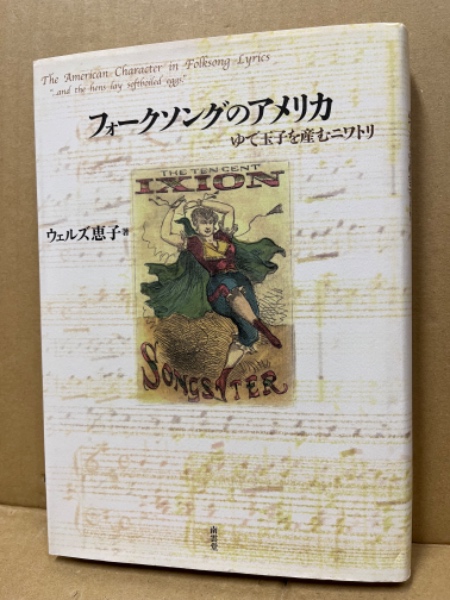 The American Character in Folksong Lyrics
"...and the hens lay softboiled eggs."
フォークソングのアメリカ
ゆで玉子を産むニワトリ
ウェルズ恵子著
THE TEN CENT
IXION
SONGSTER
南雲堂